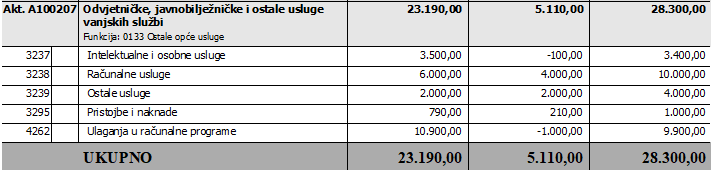 Akt. A100207 Odvjetničke, javnobilježničke i ostale usluge 23.190,00 5.110,00 28.300,00
vanjskih službi
Funkcija: 0133 Ostale opće usluge
3237 Intelektualne i osobne usluge 3.500,00 -100,00 3.400,00
3238 Računalne usluge 6.000,00 4.000,00 10.000,00
3239 Ostale usluge 2.000,00 2.000,00 4.000,00
3295 Pristojbe i naknade 790,00 210,00 1.000,00
4262 Ulaganja u računalne programe 10.900,00 -1.000,00 9.900,00
UKUPNO 23.190,00 5.110,00 28.300,00